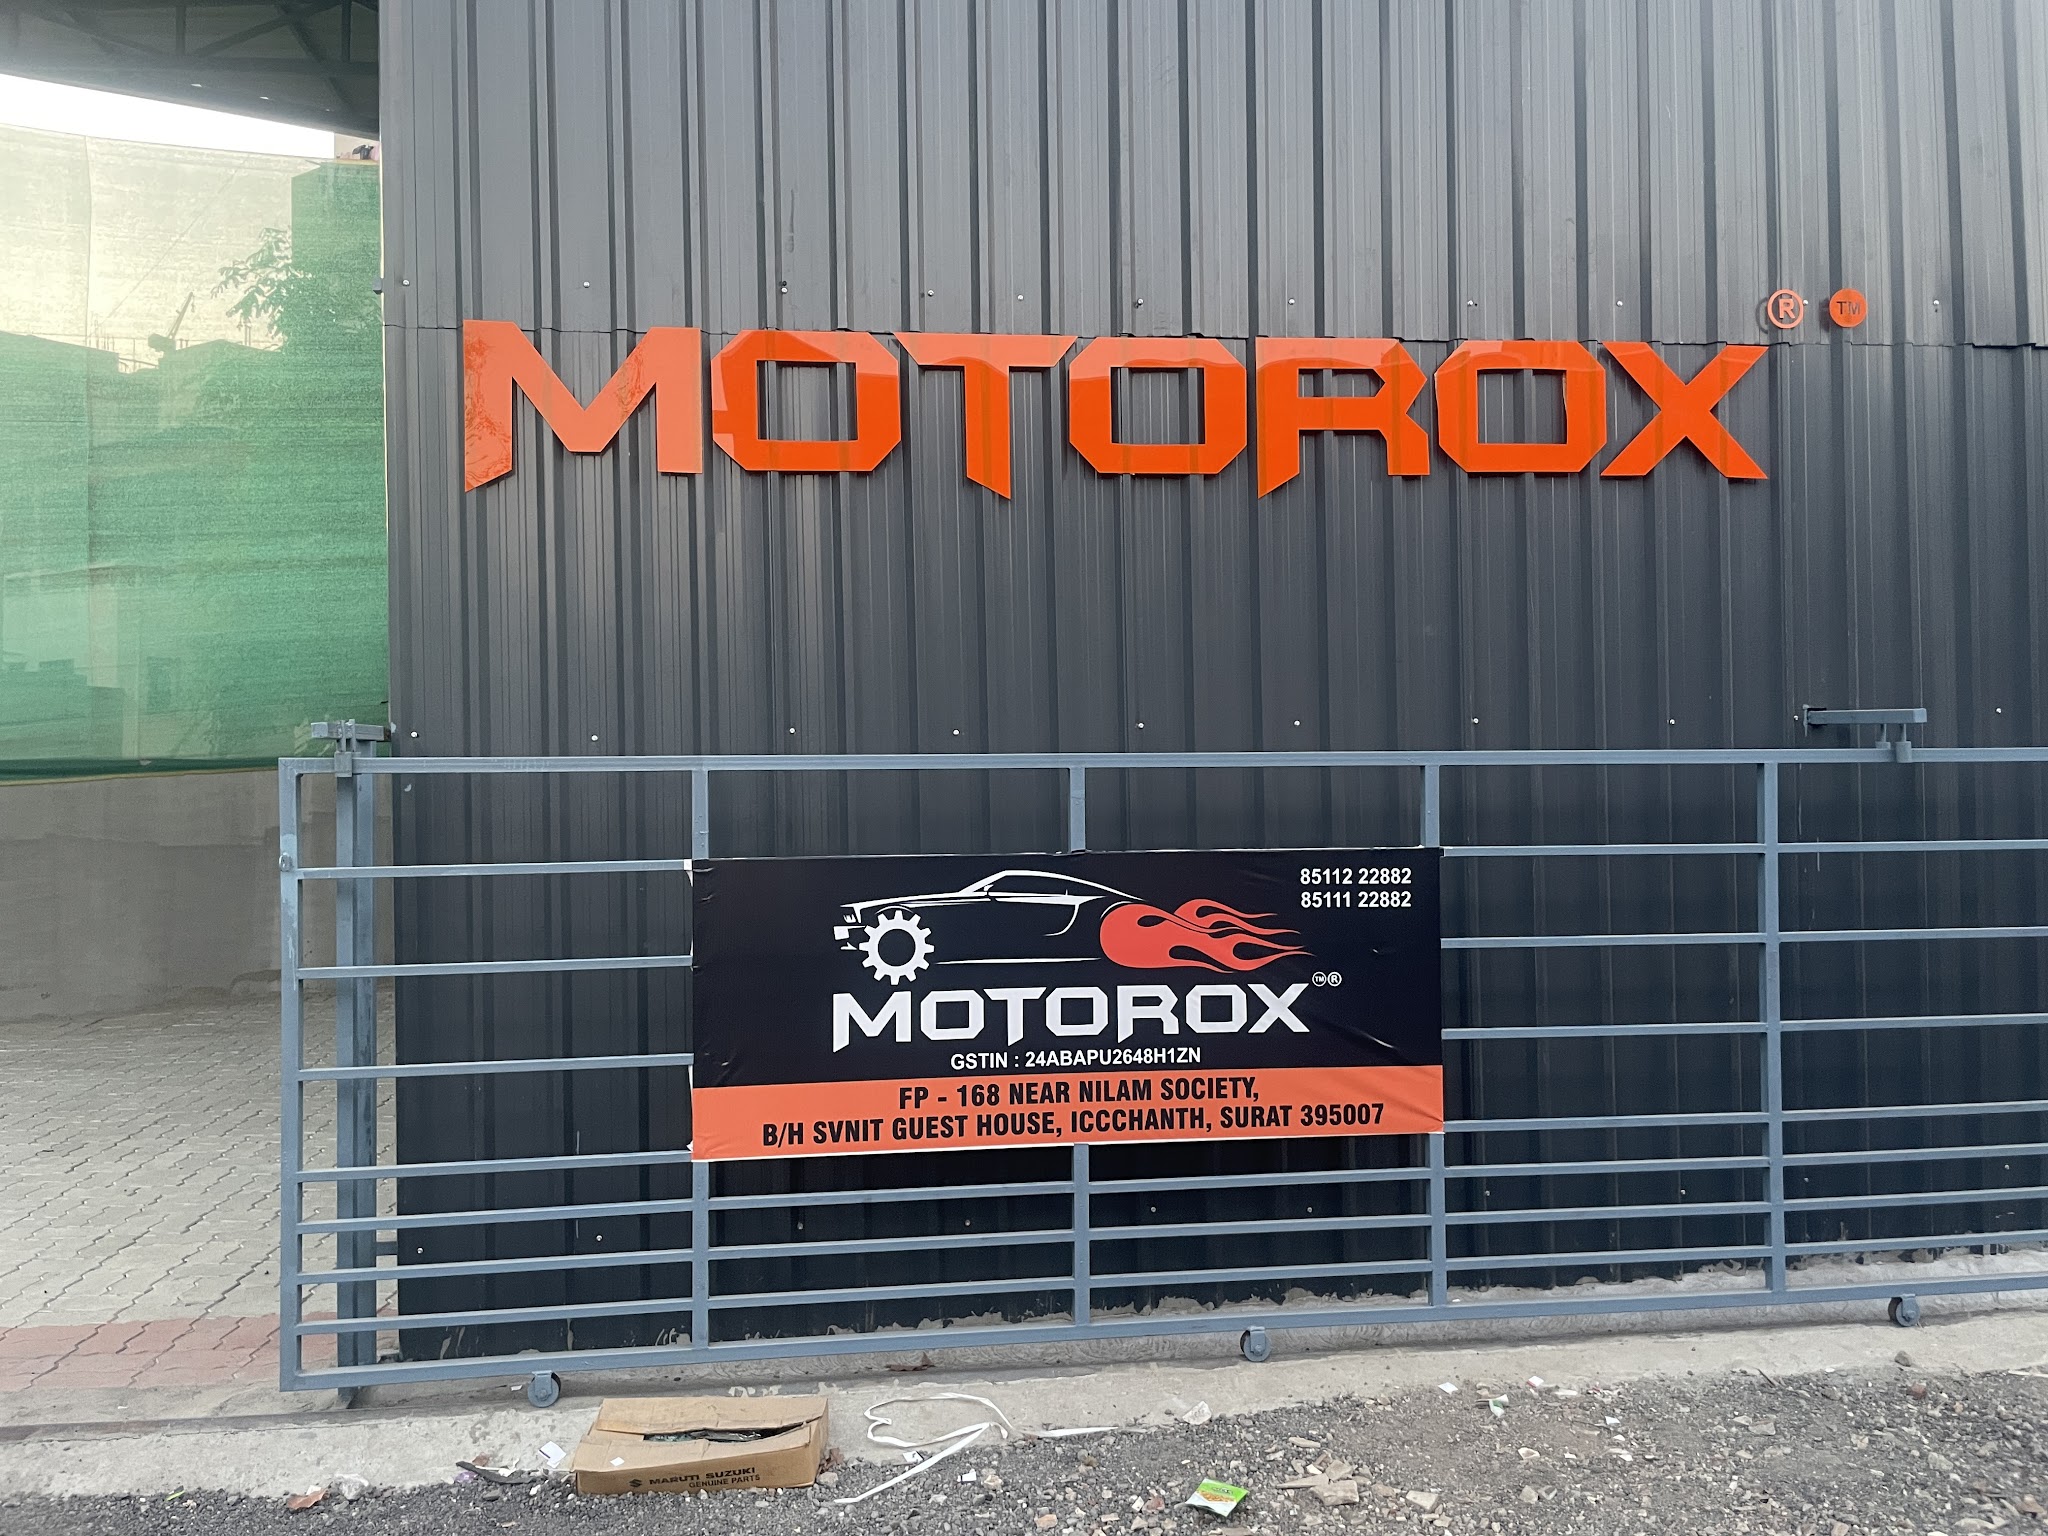 MOTOROX ® TM
85112 22882
85111 22882
MOTOROX TM ®
GSTIN : 24ABAPU2648H1ZN
FP - 168 NEAR NILAM SOCIETY,
B/H SVNIT GUEST HOUSE, ICCCHANTH, SURAT 395007
MARUTI SUZUKI
GENUINE PARTS